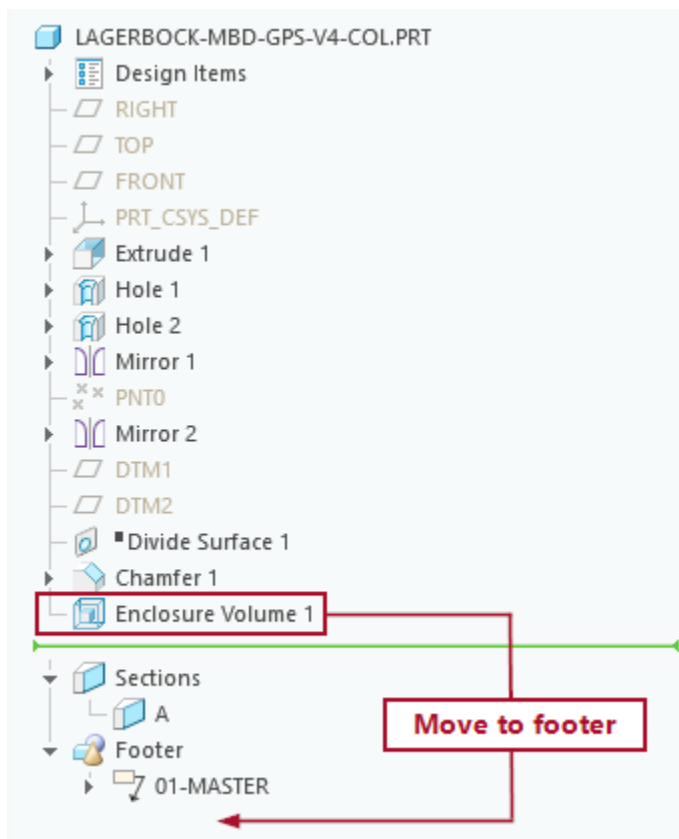 LAGERBOCK-MBD-GPS-V4-COL.PRT
Design Items
RIGHT
TOP
FRONT
PRT_CSYS_DEF
Extrude 1
Hole 1
Hole 2
Mirror 1
PNT0
Mirror 2
DTM1
DTM2
Divide Surface 1
Chamfer 1
Enclosure Volume 1
Sections
A
Move to footer
Footer
01-MASTER